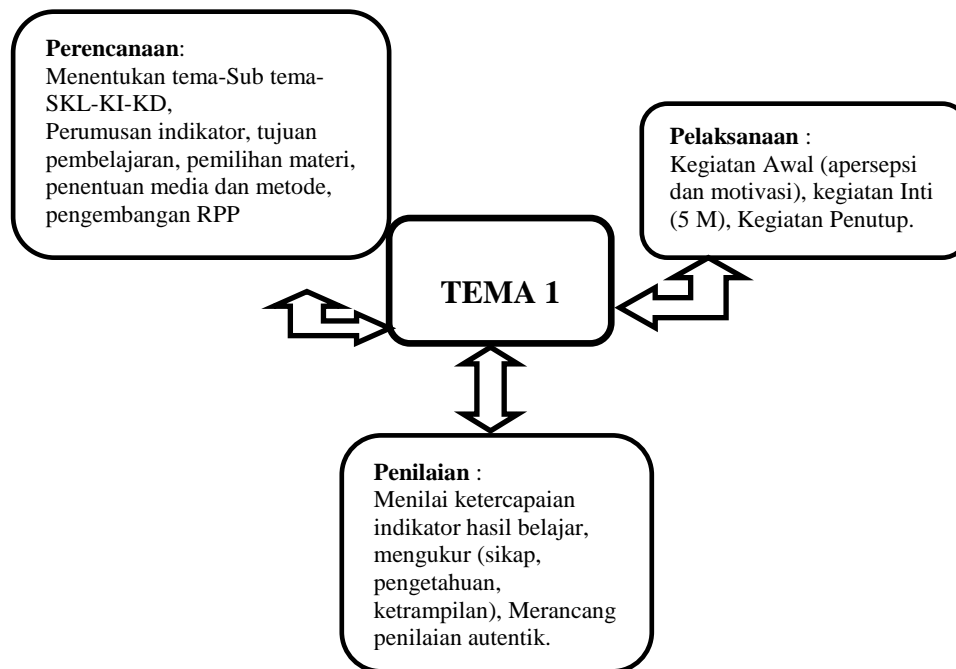 Perencanaan:
Menentukan tema-Sub tema-
SKL-KI-KD,
Perumusan indikator, tujuan
pembelajaran, pemilihan materi,
penentuan media dan metode,
pengembangan RPP
Pelaksanaan :
Kegiatan Awal (apersepsi
dan motivasi), kegiatan Inti
(5 M), Kegiatan Penutup.
TEMA 1
Penilaian :
Menilai ketercapaian
indikator hasil belajar,
mengukur (sikap,
pengetahuan,
ketrampilan), Merancang
penilaian autentik.